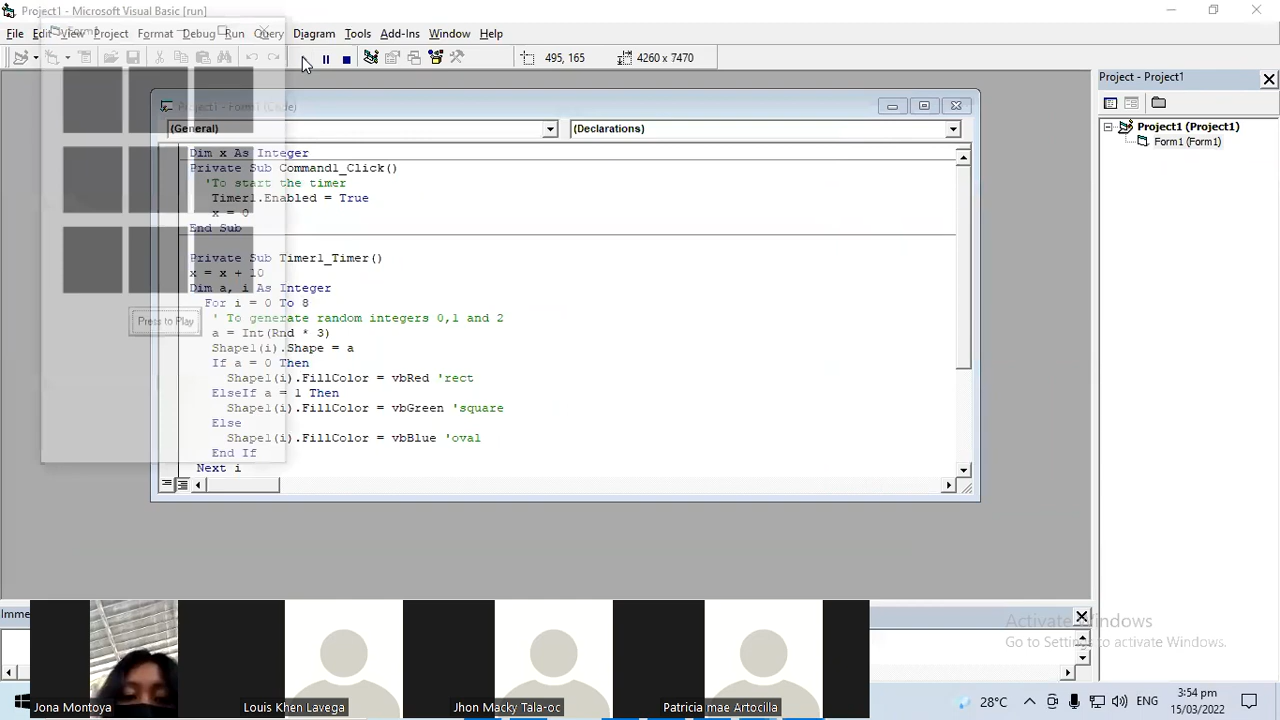 Project1 - Microsoft Visual Basic [run]
File Edit View Project Format Debug Run Query Diagram Tools Add-Ins Window Help
495, 165
4260 x 7470
Form1
Project1 - Form1 (Code)
(General)
(Declarations)
Dim x As Integer
Private Sub Command1_Click()
'To start the timer
Timer1.Enabled = True
x = 0
End Sub
Private Sub Timer1_Timer()
x = x + 10
Dim a, i As Integer
For i = 0 To 8
' To generate random integers 0,1 and 2
a = Int(Rnd * 3)
Shape1(i).Shape = a
If a = 0 Then
Shape1(i).FillColor = vbRed 'rect
ElseIf a = 1 Then
Shape1(i).FillColor = vbGreen 'square
Else
Shape1(i).FillColor = vbBlue 'oval
End If
Next i
Press to Play
Project - Project1
Project1 (Project1)
Form1 (Form1)
Imme
Activate Windows
Go to Settings to activate Windows.
Jona Montoya
Louis Khen Lavega
Jhon Macky Tala-oc
Patricia mae Artocilla
28°C
ENG
3:54 pm
15/03/2022